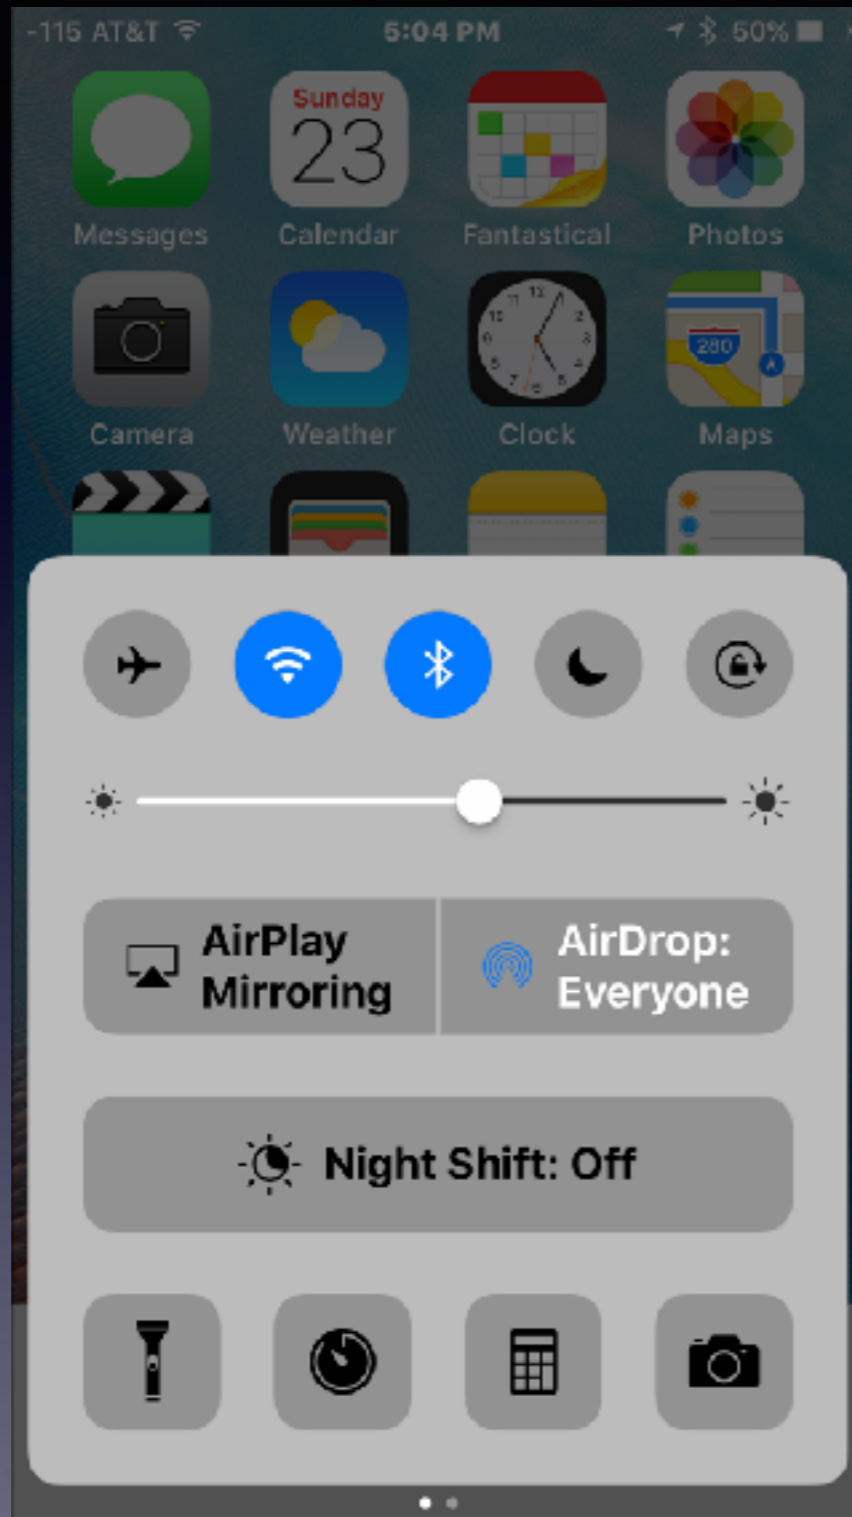 -115 AT&T 5:04 PM 50%
Sunday
23
Messages Calendar Fantastical Photos
280
A
Camera Weather Clock Maps
AirPlay
Mirroring
AirDrop:
Everyone
Night Shift: Off